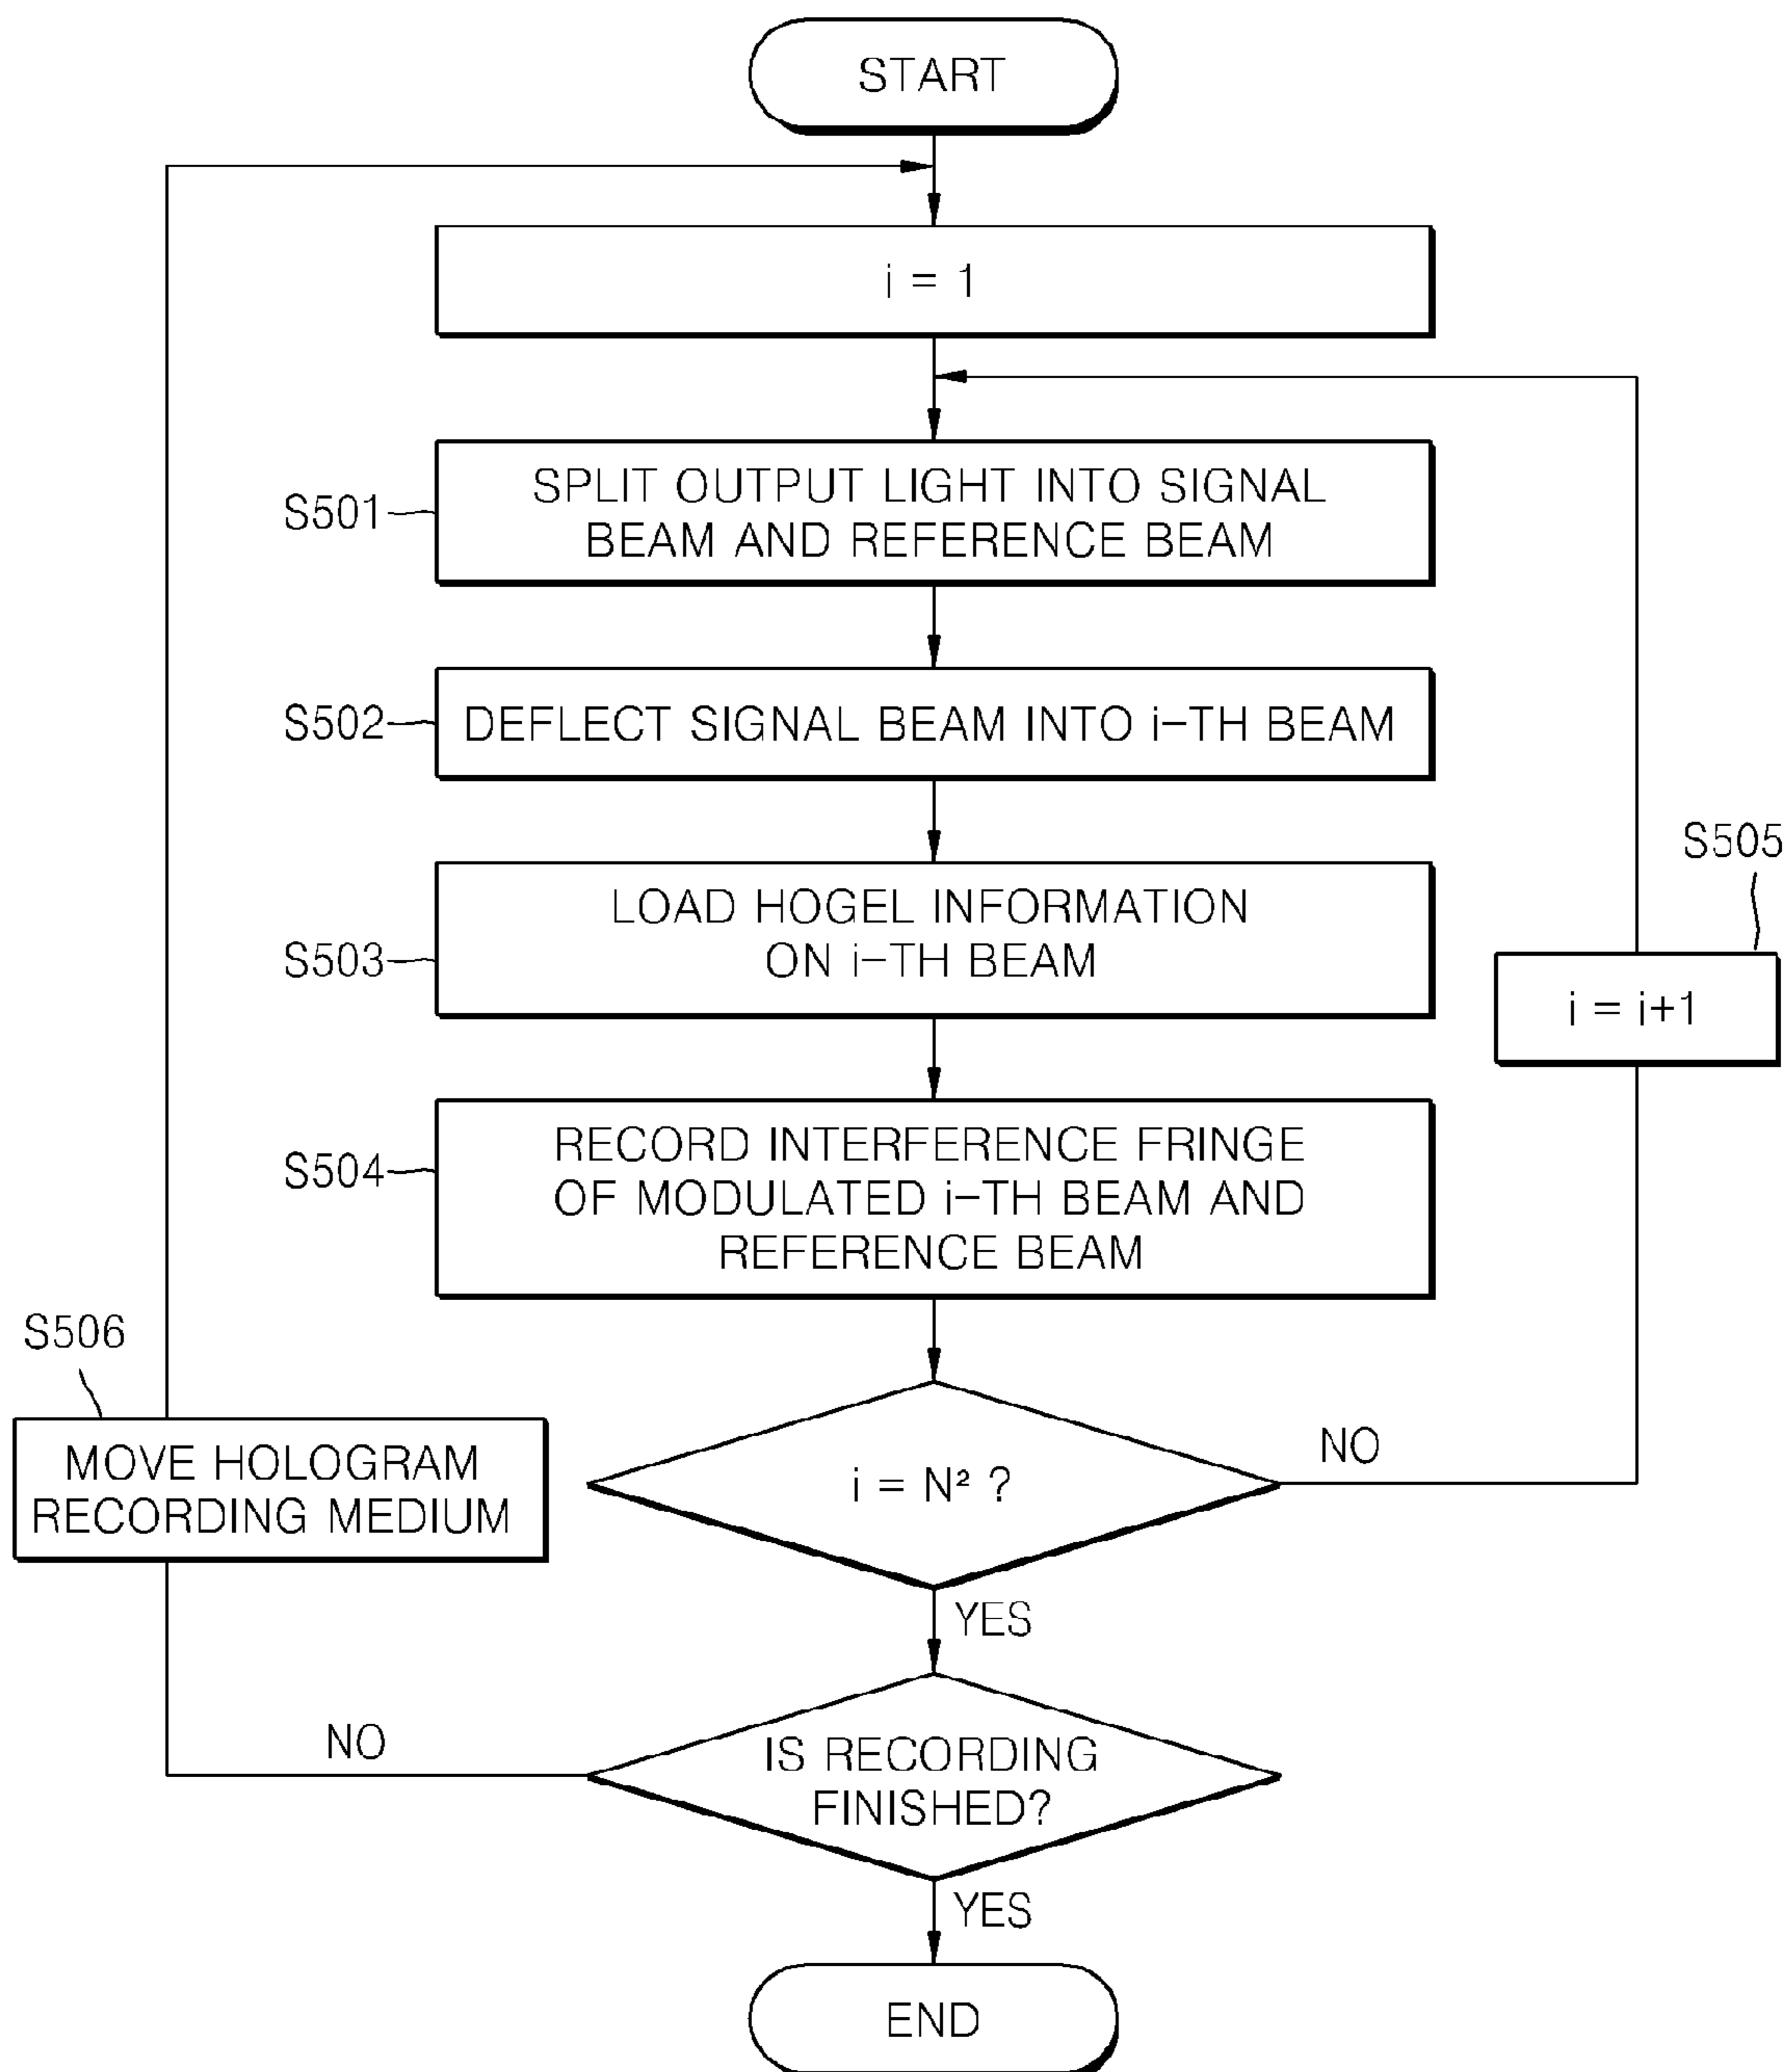 START
i = 1
S501
SPLIT OUTPUT LIGHT INTO SIGNAL
BEAM AND REFERENCE BEAM
S502
DEFLECT SIGNAL BEAM INTO i-TH BEAM
S503
LOAD HOGEL INFORMATION
ON i-TH BEAM
S505
i = i+1
S504
RECORD INTERFERENCE FRINGE
OF MODULATED i-TH BEAM AND
REFERENCE BEAM
S506
MOVE HOLOGRAM
RECORDING MEDIUM
i = N² ?
NO
YES
IS RECORDING
FINISHED?
NO
YES
END